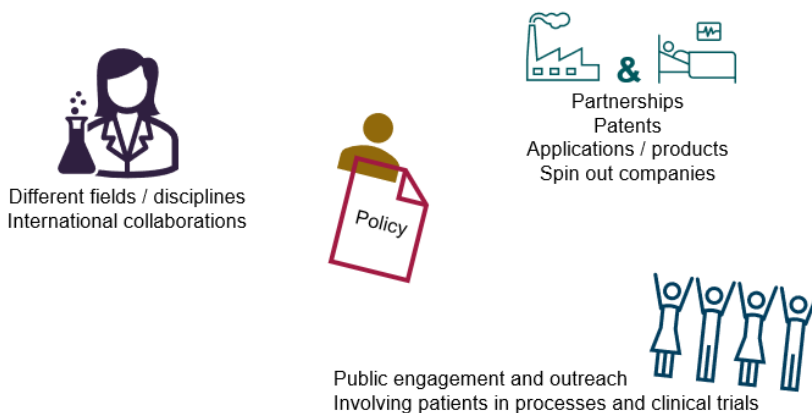 Different fields / disciplines
International collaborations
Policy
&
Partnerships
Patents
Applications / products
Spin out companies
Public engagement and outreach
Involving patients in processes and clinical trials